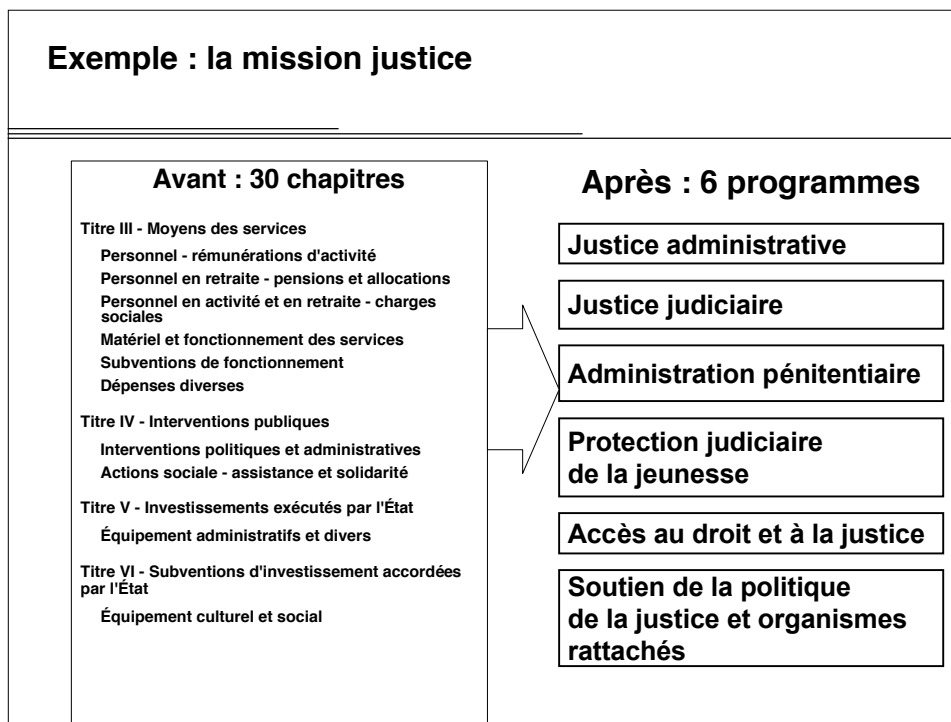 Exemple : la mission justice
Avant : 30 chapitres
Titre III - Moyens des services
Personnel - rémunérations d'activité
Personnel en retraite - pensions et allocations
Personnel en activité et en retraite - charges
sociales
Matériel et fonctionnement des services
Subventions de fonctionnement
Dépenses diverses
Titre IV - Interventions publiques
Interventions politiques et administratives
Actions sociale - assistance et solidarité
Titre V - Investissements exécutés par l'État
Équipement administratifs et divers
Titre VI - Subventions d'investissement accordées
par l'État
Équipement culturel et social
Après : 6 programmes
Justice administrative
Justice judiciaire
Administration pénitentiaire
Protection judiciaire
de la jeunesse
Accès au droit et à la justice
Soutien de la politique
de la justice et organismes
rattachés